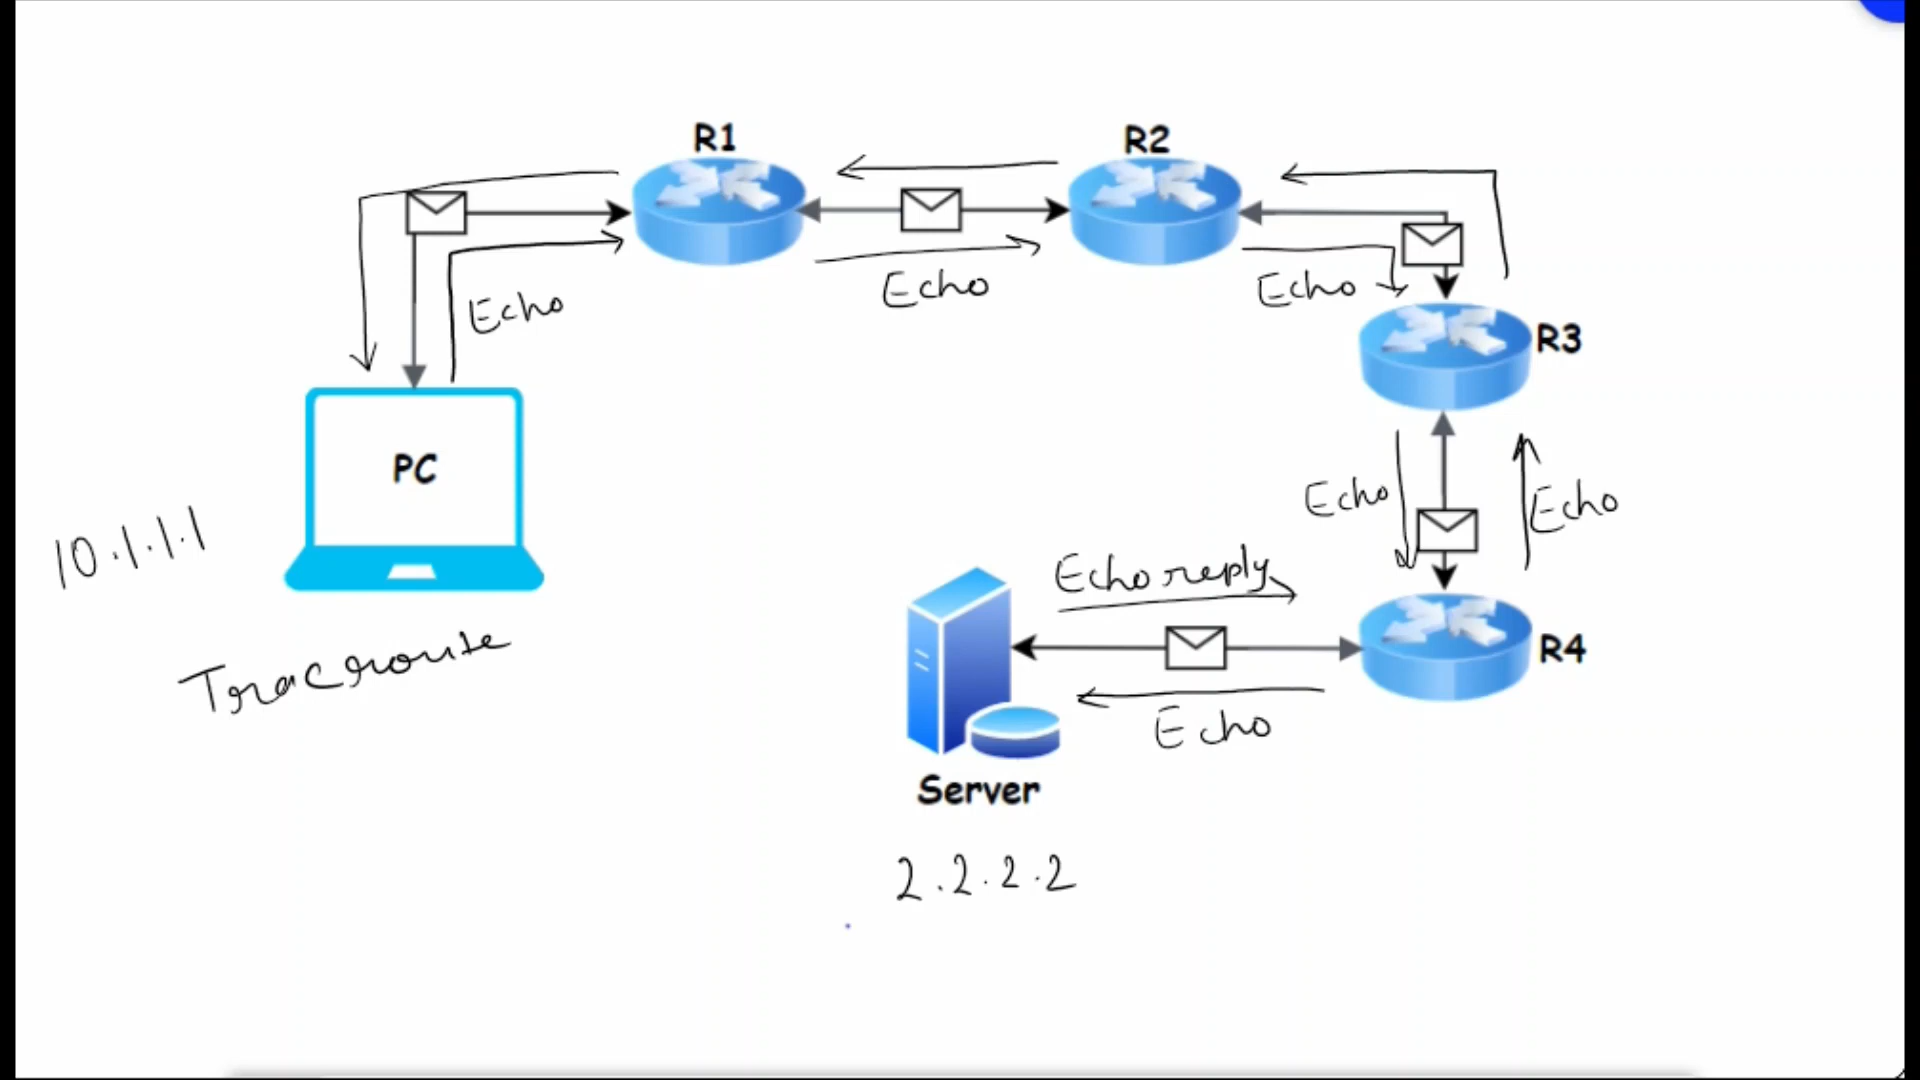 R1
R2
Echo
Echo
Echo
R3
PC
Echo
Echo
10.1.1.1
Echo reply
Tracroute
R4
Echo
Server
2.2.2.2